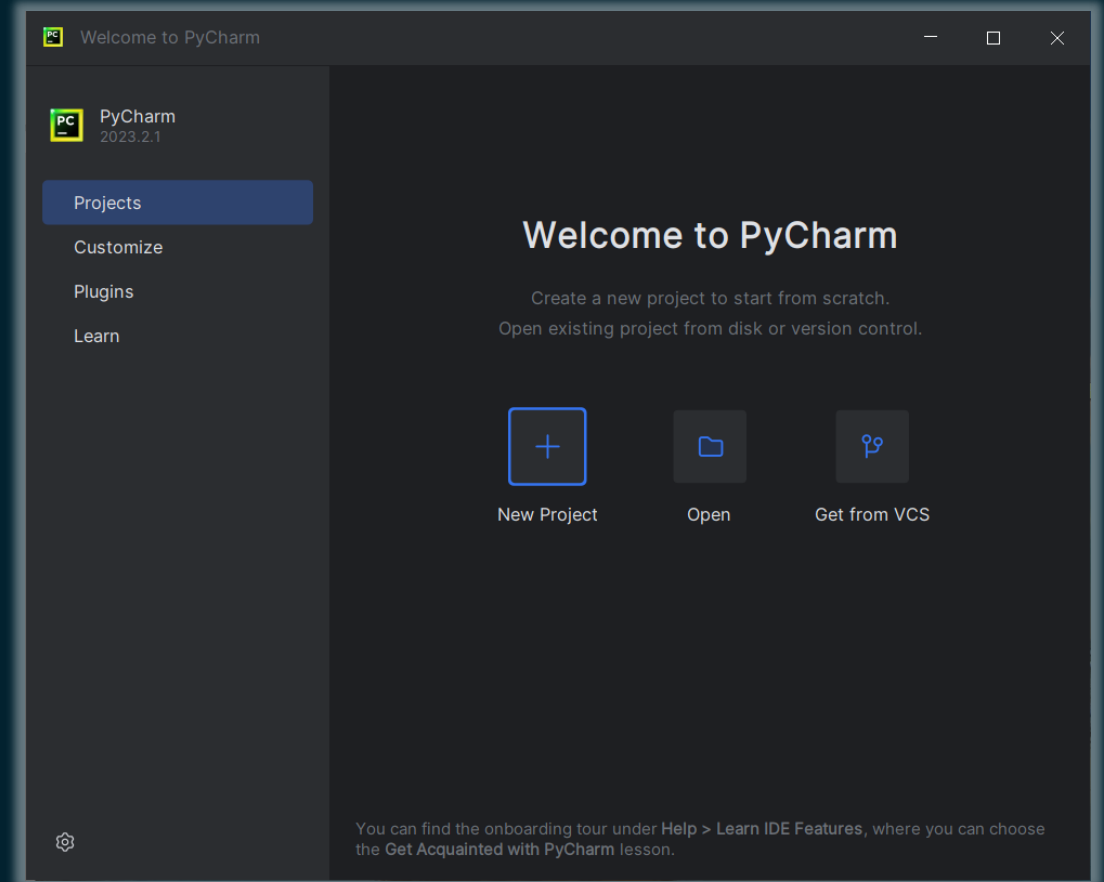 Welcome to PyCharm
PyCharm
2023.2.1
Projects
Customize
Plugins
Learn
Welcome to PyCharm
Create a new project to start from scratch.
Open existing project from disk or version control.
New Project
Open
Get from VCS
You can find the onboarding tour under Help > Learn IDE Features, where you can choose
the Get Acquainted with PyCharm lesson.